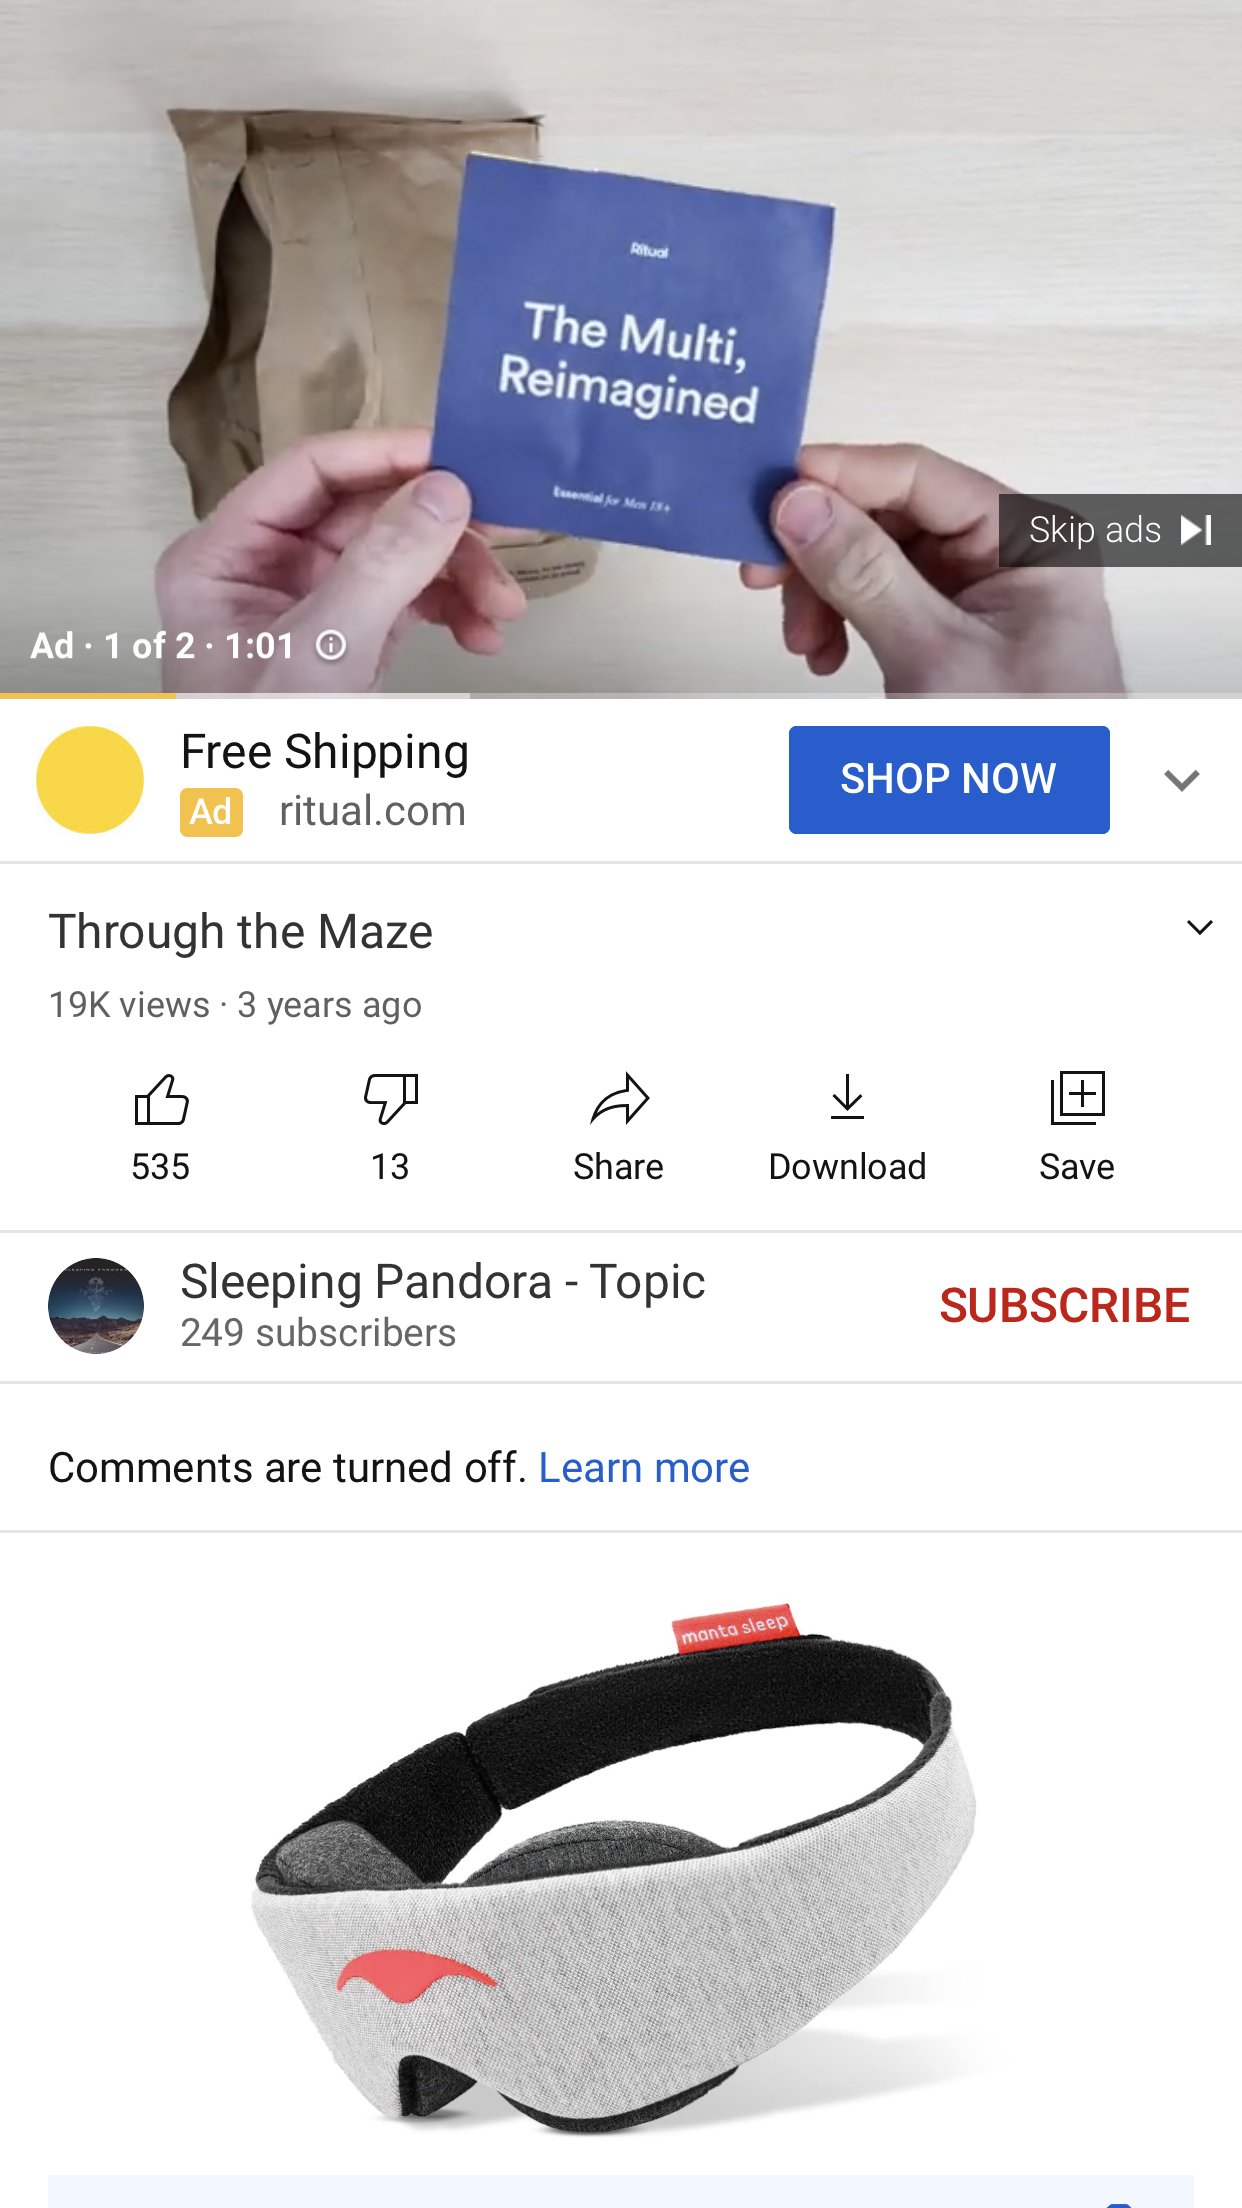 Ritual
The Multi,
Reimagined
Essential for Men 18+
Skip ads
Ad · 1 of 2 · 1:01
Free Shipping
SHOP NOW
Ad ritual.com
Through the Maze
19K views · 3 years ago
535
13
Share
Download
Save
Sleeping Pandora - Topic
249 subscribers
SUBSCRIBE
Comments are turned off. Learn more
manta sleep